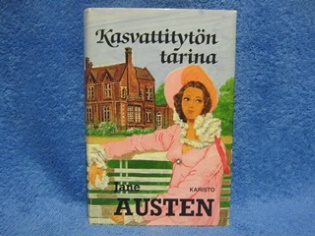 Kasvattitytön
tarina
Jane
KARISTO
AUSTEN